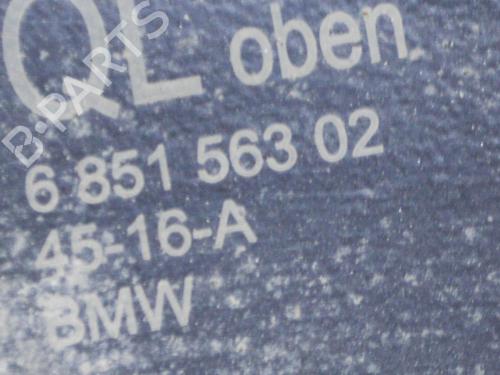 QL oben
6 851 563 02
45-16-A
BMW
B-PARTS